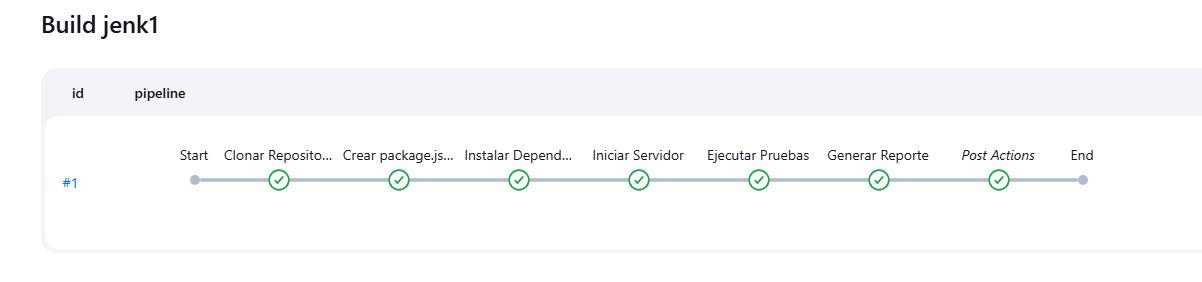 Build jenk1
id pipeline
Start Clonar Reposito... Crear package.js... Instalar Depend... Iniciar Servidor Ejecutar Pruebas Generar Reporte Post Actions End
#1